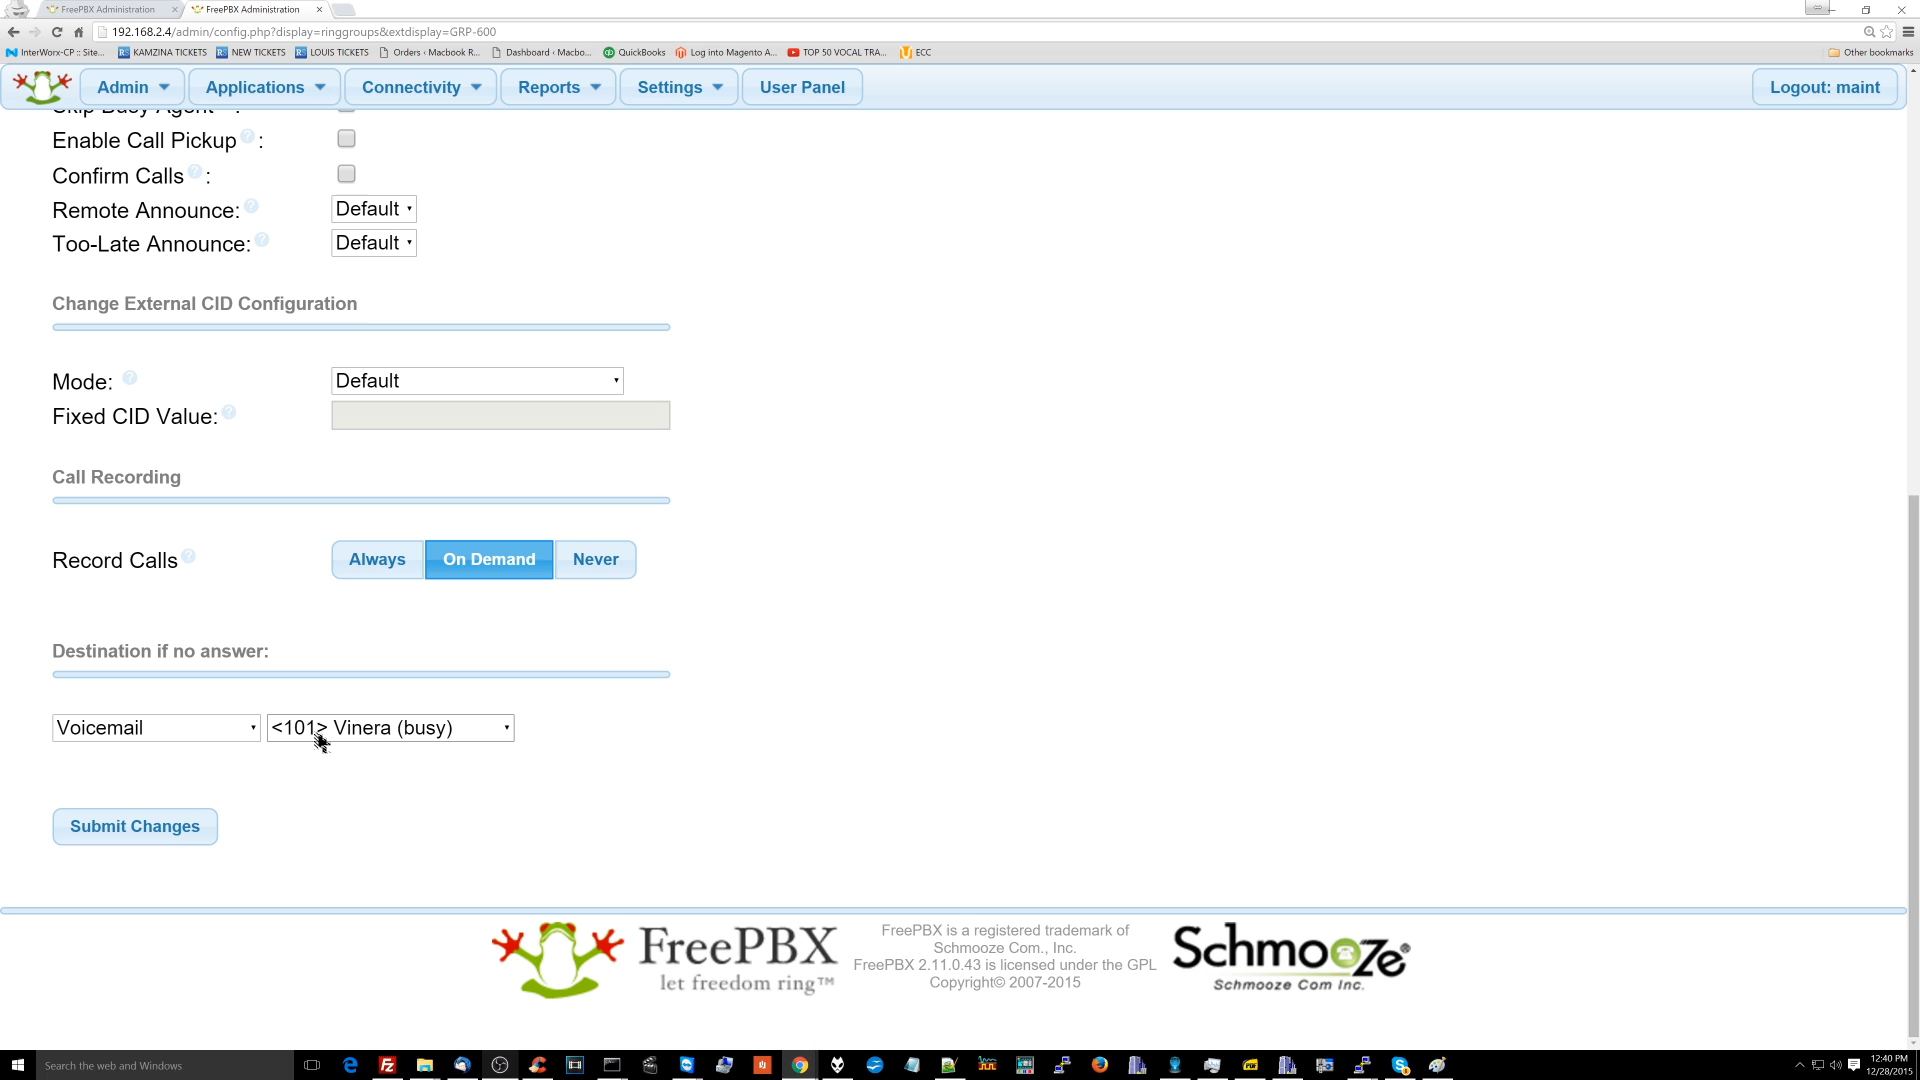 FreePBX Administration
FreePBX Administration
192.168.2.4/admin/config.php?display=ringgroups&extdisplay=GRP-600
InterWorx-CP :: Site...
KAMZINA TICKETS
NEW TICKETS
LOUIS TICKETS
Orders ‹ Macbook R...
Dashboard ‹ Macbo...
QuickBooks
Log into Magento A...
TOP 50 VOCAL TRA...
ECC
Other bookmarks
Admin
Applications
Connectivity
Reports
Settings
User Panel
Logout: maint
Skip Busy Agent :
Enable Call Pickup :
Confirm Calls :
Remote Announce:
Default
Too-Late Announce:
Default
Change External CID Configuration
Mode:
Default
Fixed CID Value:
Call Recording
Record Calls
Always
On Demand
Never
Destination if no answer:
Voicemail
<101> Vinera (busy)
Submit Changes
FreePBX
let freedom ring™
FreePBX is a registered trademark of
Schmooze Com., Inc.
FreePBX 2.11.0.43 is licensed under the GPL
Copyright© 2007-2015
Schmooze®
Schmooze Com Inc.
Search the web and Windows
12:40 PM
12/28/2015